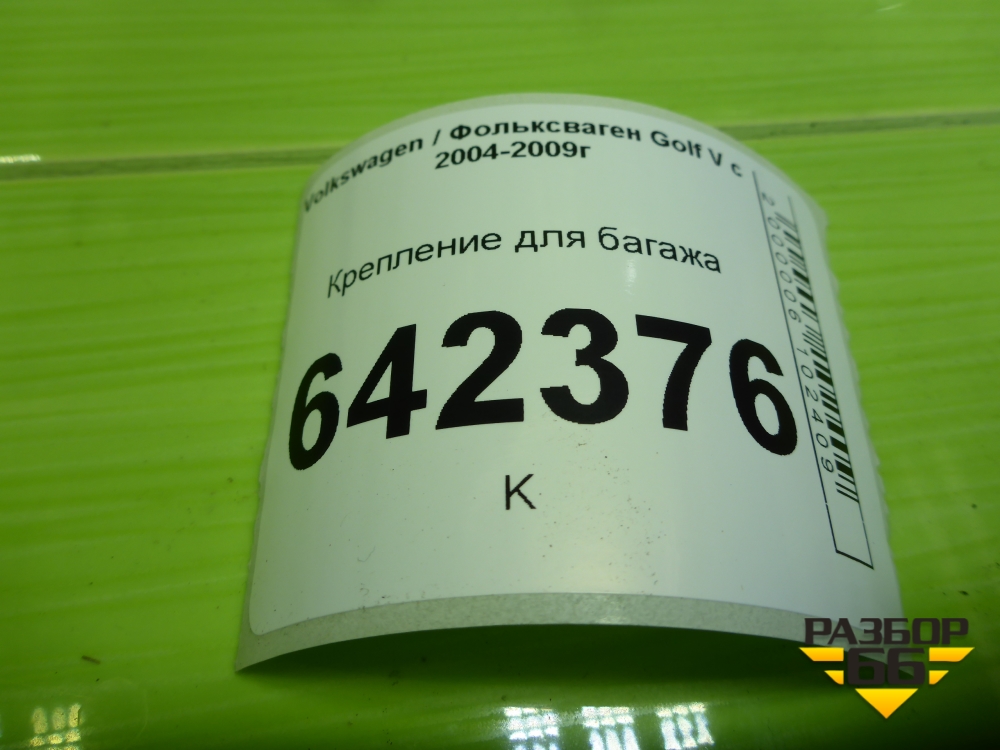 Volkswagen / Фольксваген Golf V с
2004-2009г
Крепление для багажа
642376
К
2000006102409
РАЗБОР
66